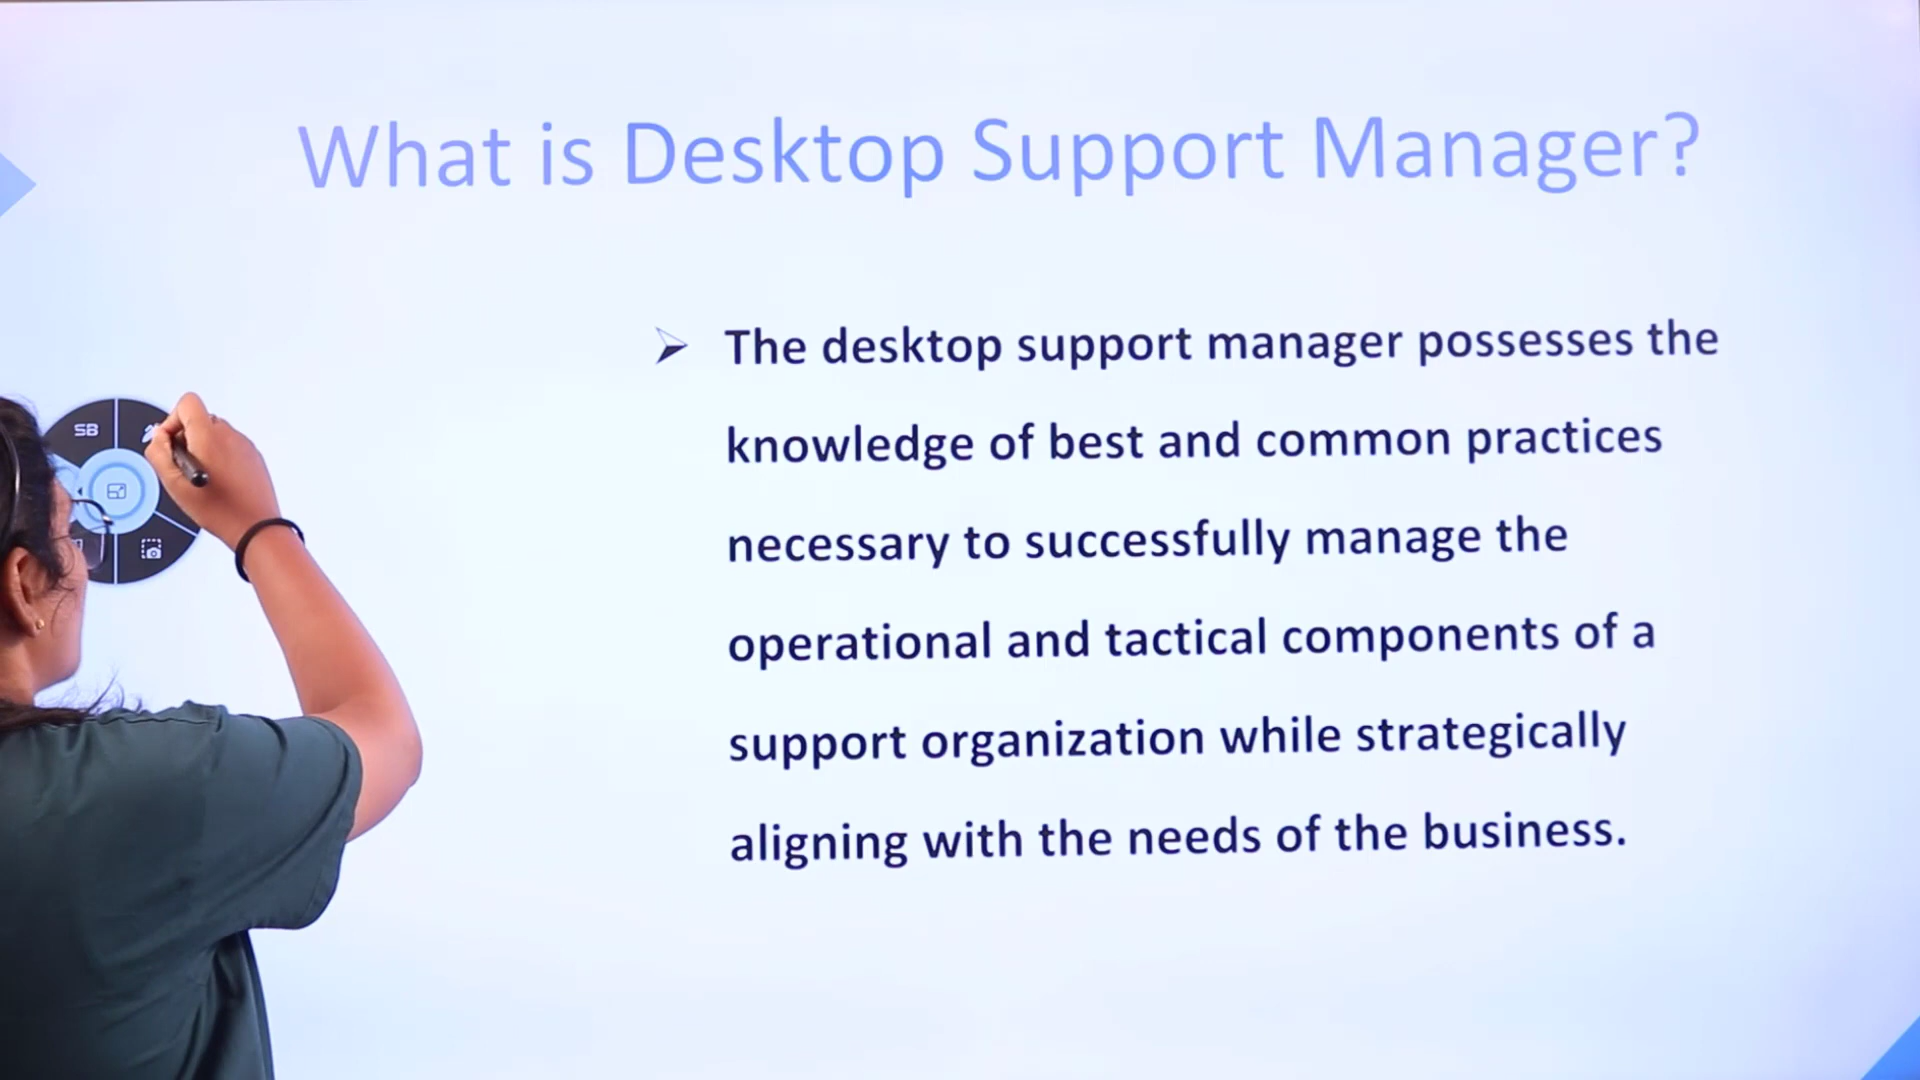 What is Desktop Support Manager?
The desktop support manager possesses the
knowledge of best and common practices
necessary to successfully manage the
operational and tactical components of a
support organization while strategically
aligning with the needs of the business.
SB